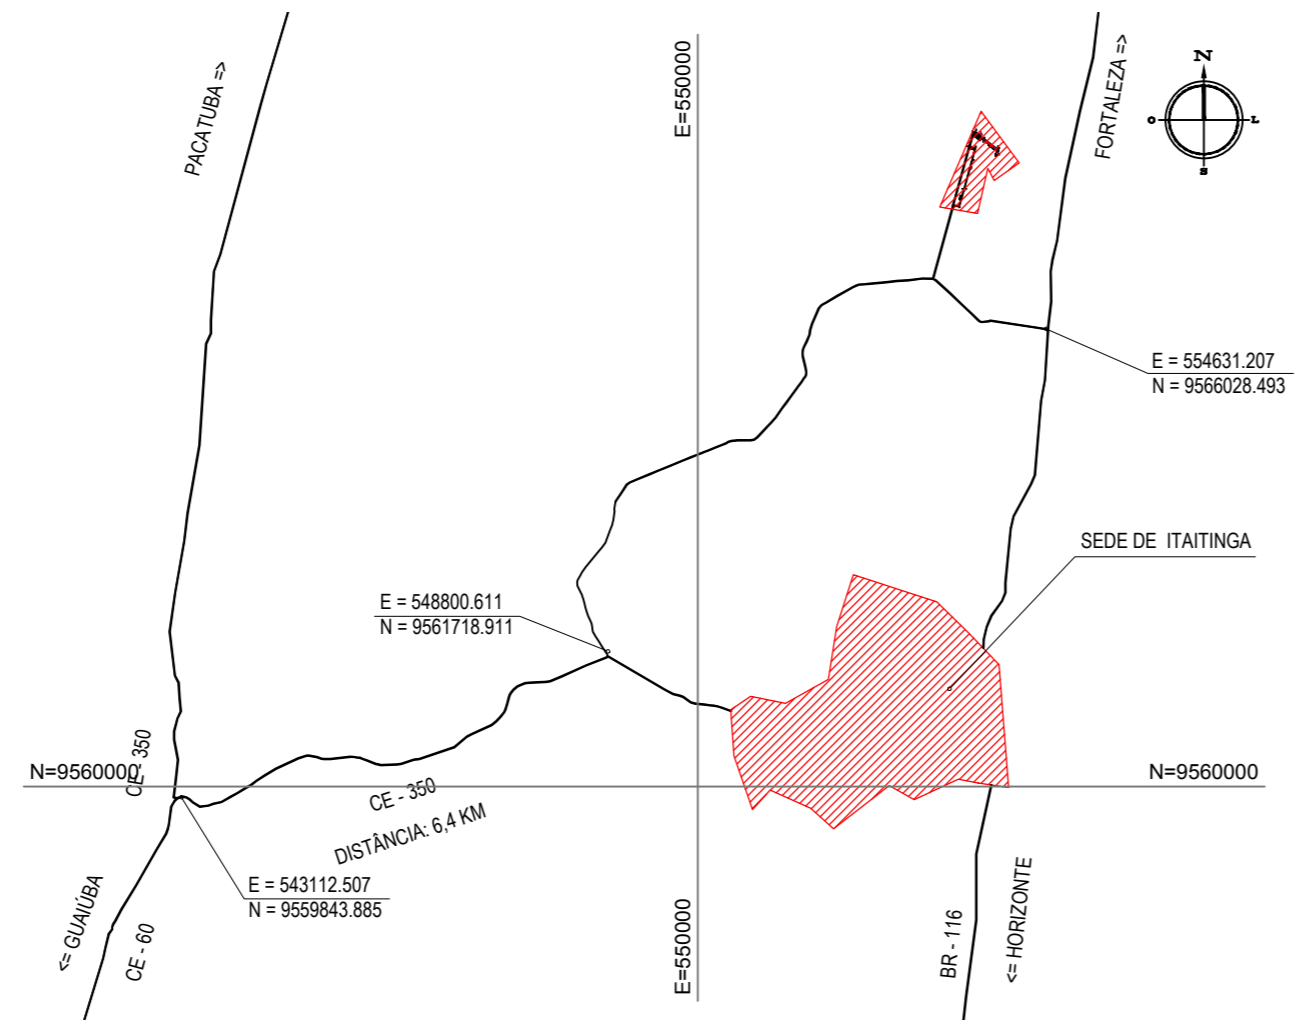 PACATUBA =>
E=550000
FORTALEZA =>
N
O
L
S
E = 554631.207
N = 9566028.493
SEDE DE ITAITINGA
E = 548800.611
N = 9561718.911
CE - 350
N=9560000
N=9560000
CE - 350
DISTÂNCIA: 6,4 KM
E = 543112.507
N = 9559843.885
<= GUAIÚBA
CE - 60
E=550000
BR - 116
<= HORIZONTE